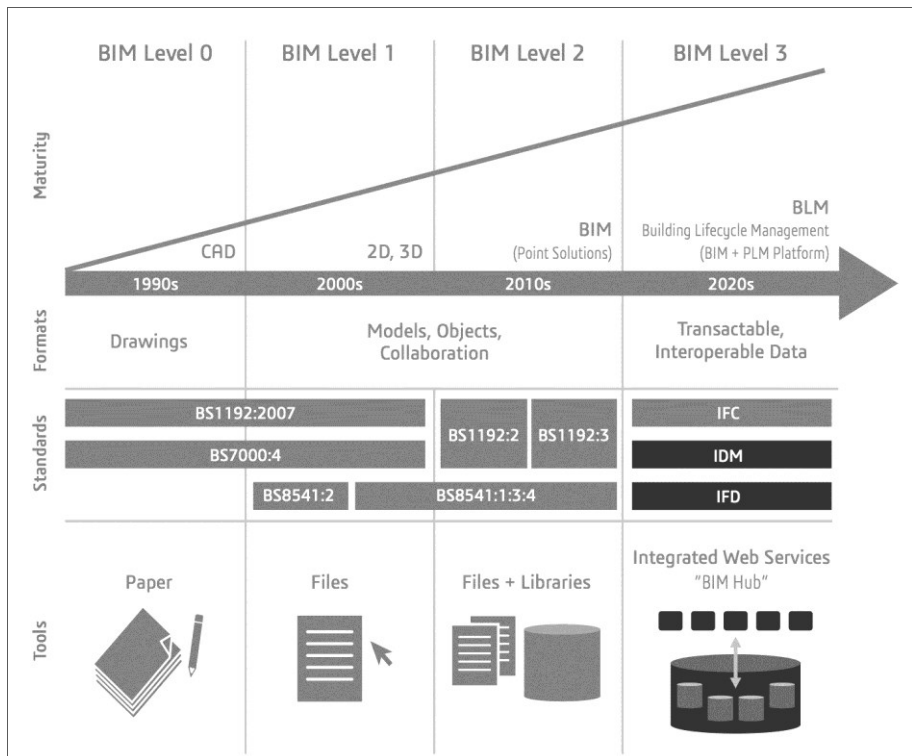 BIM Level 0
BIM Level 1
BIM Level 2
BIM Level 3
Maturity
CAD
2D, 3D
BIM
(Point Solutions)
BLM
Building Lifecycle Management
(BIM + PLM Platform)
1990s
2000s
2010s
2020s
Formats
Drawings
Models, Objects,
Collaboration
Transactable,
Interoperable Data
Standards
BS1192:2007
BS7000:4
BS8541:2
BS8541:1:3:4
BS1192:2
BS1192:3
IFC
IDM
IFD
Tools
Paper
Files
Files + Libraries
Integrated Web Services
"BIM Hub"